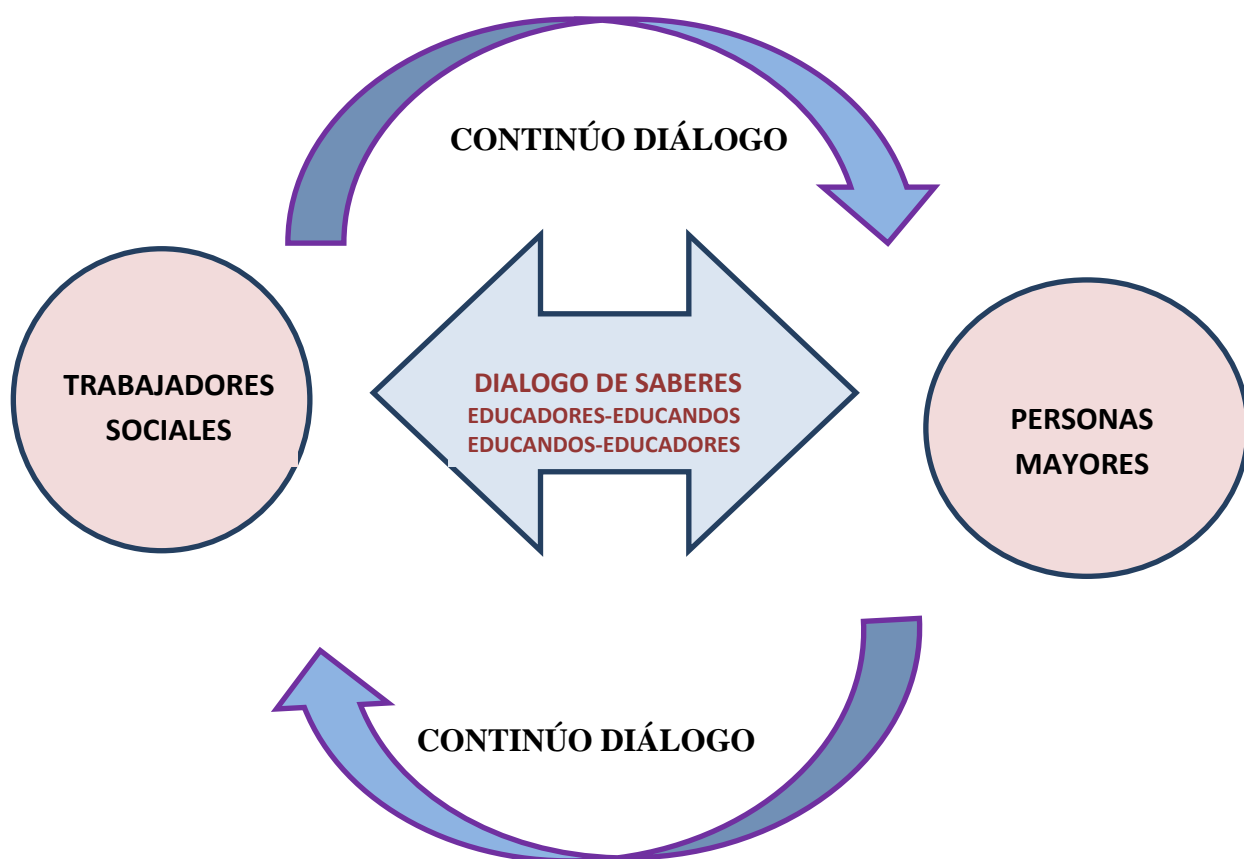 CONTINÚO DIÁLOGO
TRABAJADORES
SOCIALES
DIALOGO DE SABERES
EDUCADORES-EDUCANDOS
EDUCANDOS-EDUCADORES
PERSONAS
MAYORES
CONTINÚO DIÁLOGO